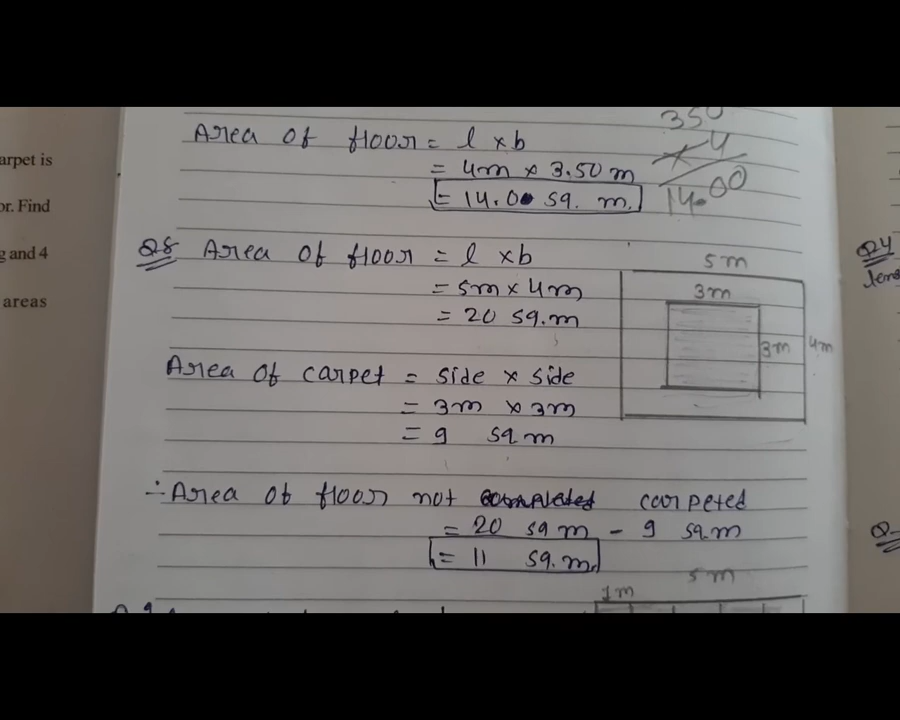 arpet is
or. Find
g and 4
areas
Area of floor = l × b
= 4m × 3.50 m
= 14.00 sq. m.
350
× 4
14.00
Q8 Area of floor = l × b
= 5m × 4m
= 20 sq.m
5 m
3m
3m
4m
Area of carpet = side × side
= 3m × 3m
= 9 sq m
∴ Area of floor not carpeted
= 20 sq m - 9 sq.m
= 11 sq. m.
1m
5 m
Q4